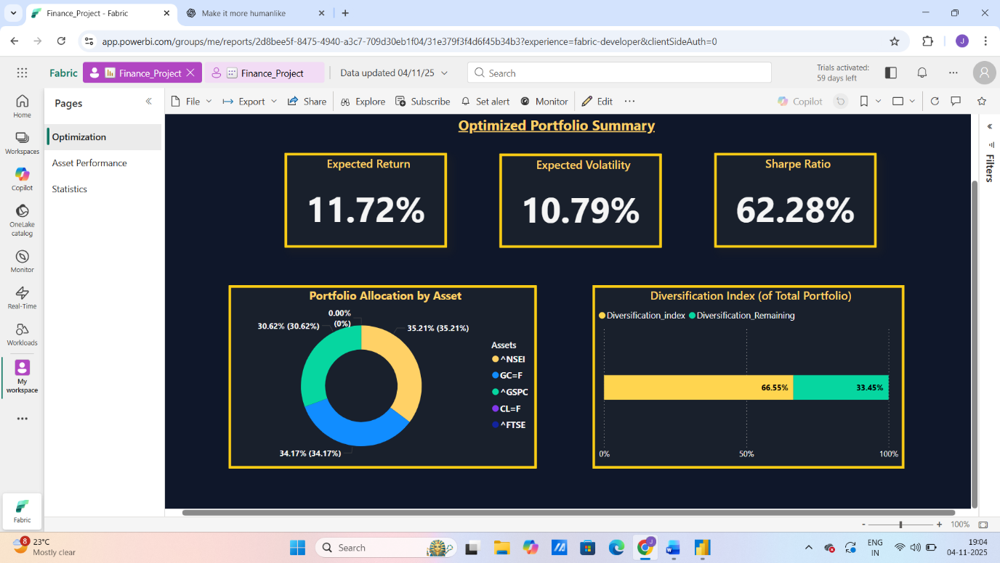 Finance_Project - Fabric
Make it more humanlike
app.powerbi.com/groups/me/reports/2d8bee5f-8475-4940-a3c7-709d30eb1f04/31e379f3f4d6f45b34b3?experience=fabric-developer&clientSideAuth=0
J
Fabric
Finance_Project
Finance_Project
Data updated 04/11/25
Search
Trials activated:
59 days left
Home
Workspaces
Copilot
OneLake
catalog
Monitor
Real-Time
Workloads
My
workspace
Fabric
Pages
Optimization
Asset Performance
Statistics
File
Export
Share
Explore
Subscribe
Set alert
Monitor
Edit
Copilot
Filters
Optimized Portfolio Summary
Expected Return
11.72%
Expected Volatility
10.79%
Sharpe Ratio
62.28%
Portfolio Allocation by Asset
0.00%
(0%)
30.62% (30.62%)
35.21% (35.21%)
34.17% (34.17%)
Assets
^NSEI
GC=F
^GSPC
CL=F
^FTSE
Diversification Index (of Total Portfolio)
Diversification_index
Diversification_Remaining
66.55%
33.45%
0%
50%
100%
- + 100%
8
23°C
Mostly clear
Search
J
ENG
IN
19:04
04-11-2025